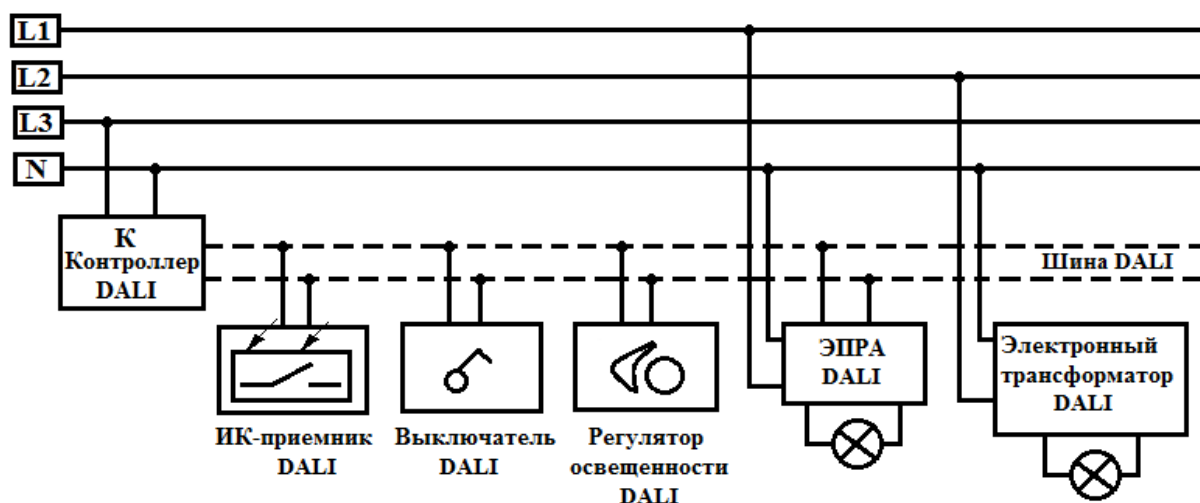 L1
L2
L3
N
К
Контроллер
DALI
Шина DALI
ЭПРА
DALI
Электронный
трансформатор
DALI
ИК-приемник
DALI
Выключатель
DALI
Регулятор
освещенности
DALI